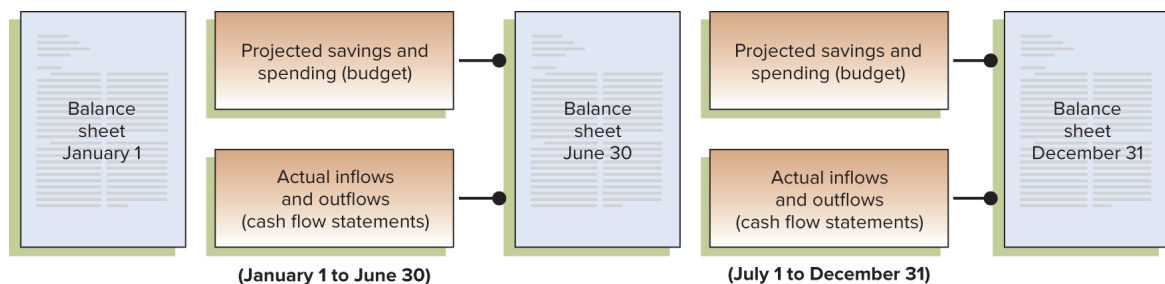 Balance
sheet
January 1
Projected savings and
spending (budget)
Actual inflows
and outflows
(cash flow statements)
(January 1 to June 30)
Balance
sheet
June 30
Projected savings and
spending (budget)
Actual inflows
and outflows
(cash flow statements)
(July 1 to December 31)
Balance
sheet
December 31